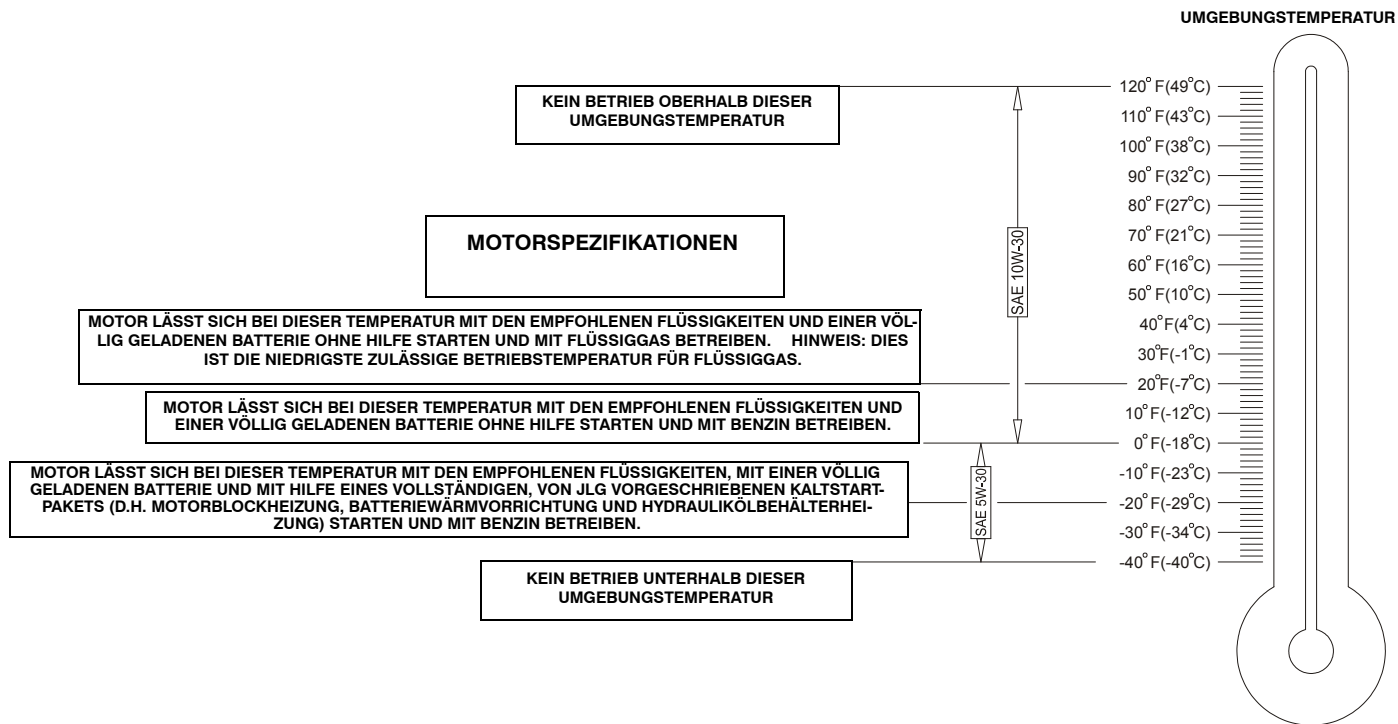 UMGEBUNGSTEMPERATUR
KEIN BETRIEB OBERHALB DIESER
UMGEBUNGSTEMPERATUR
MOTORSPEZIFIKATIONEN
MOTOR LÄSST SICH BEI DIESER TEMPERATUR MIT DEN EMPFOHLENEN FLÜSSIGKEITEN UND EINER VÖL-
LIG GELADENEN BATTERIE OHNE HILFE STARTEN UND MIT FLÜSSIGGAS BETREIBEN. HINWEIS: DIES
IST DIE NIEDRIGSTE ZULÄSSIGE BETRIEBSTEMPERATUR FÜR FLÜSSIGGAS.
MOTOR LÄSST SICH BEI DIESER TEMPERATUR MIT DEN EMPFOHLENEN FLÜSSIGKEITEN UND
EINER VÖLLIG GELADENEN BATTERIE OHNE HILFE STARTEN UND MIT BENZIN BETREIBEN.
MOTOR LÄSST SICH BEI DIESER TEMPERATUR MIT DEN EMPFOHLENEN FLÜSSIGKEITEN, MIT EINER VÖLLIG
GELADENEN BATTERIE UND MIT HILFE EINES VOLLSTÄNDIGEN, VON JLG VORGESCHRIEBENEN KALTSTART-
PAKETS (D.H. MOTORBLOCKHEIZUNG, BATTERIEWÄRMVORRICHTUNG UND HYDRAULIKÖLBEHÄLTERHEI-
ZUNG) STARTEN UND MIT BENZIN BETREIBEN.
KEIN BETRIEB UNTERHALB DIESER
UMGEBUNGSTEMPERATUR
SAE 10W-30
SAE 5W-30
120° F(49°C)
110° F(43°C)
100° F(38°C)
90° F(32°C)
80° F(27°C)
70° F(21°C)
60° F(16°C)
50° F(10°C)
40°F(4°C)
30°F(-1°C)
20°F(-7°C)
10° F(-12°C)
0° F(-18°C)
-10° F(-23°C)
-20° F(-29°C)
-30° F(-34°C)
-40° F(-40°C)